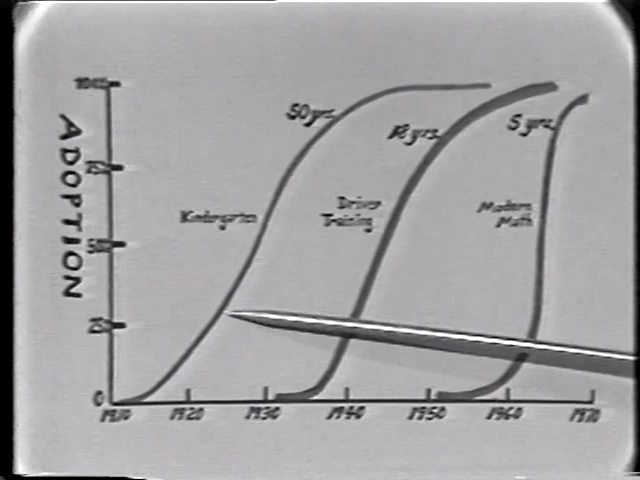 ADOPTION
100%
75
50
25
0
50 yrs.
18 yrs.
5 yrs.
Kindergarten
Driver
Training
Modern
Math
1910 1920 1930 1940 1950 1960 1970